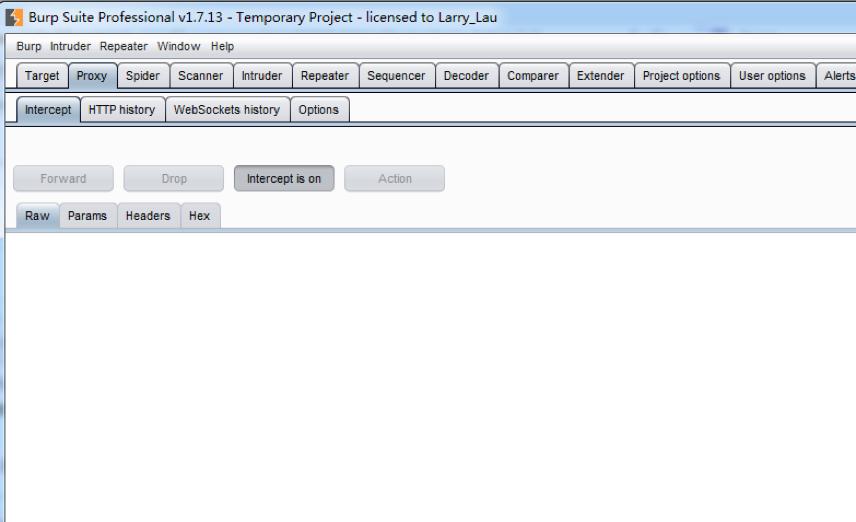 Burp Suite Professional v1.7.13 - Temporary Project - licensed to Larry_Lau
Burp Intruder Repeater Window Help
Target Proxy Spider Scanner Intruder Repeater Sequencer Decoder Comparer Extender Project options User options Alerts
Intercept HTTP history WebSockets history Options
Forward Drop Intercept is on Action
Raw Params Headers Hex